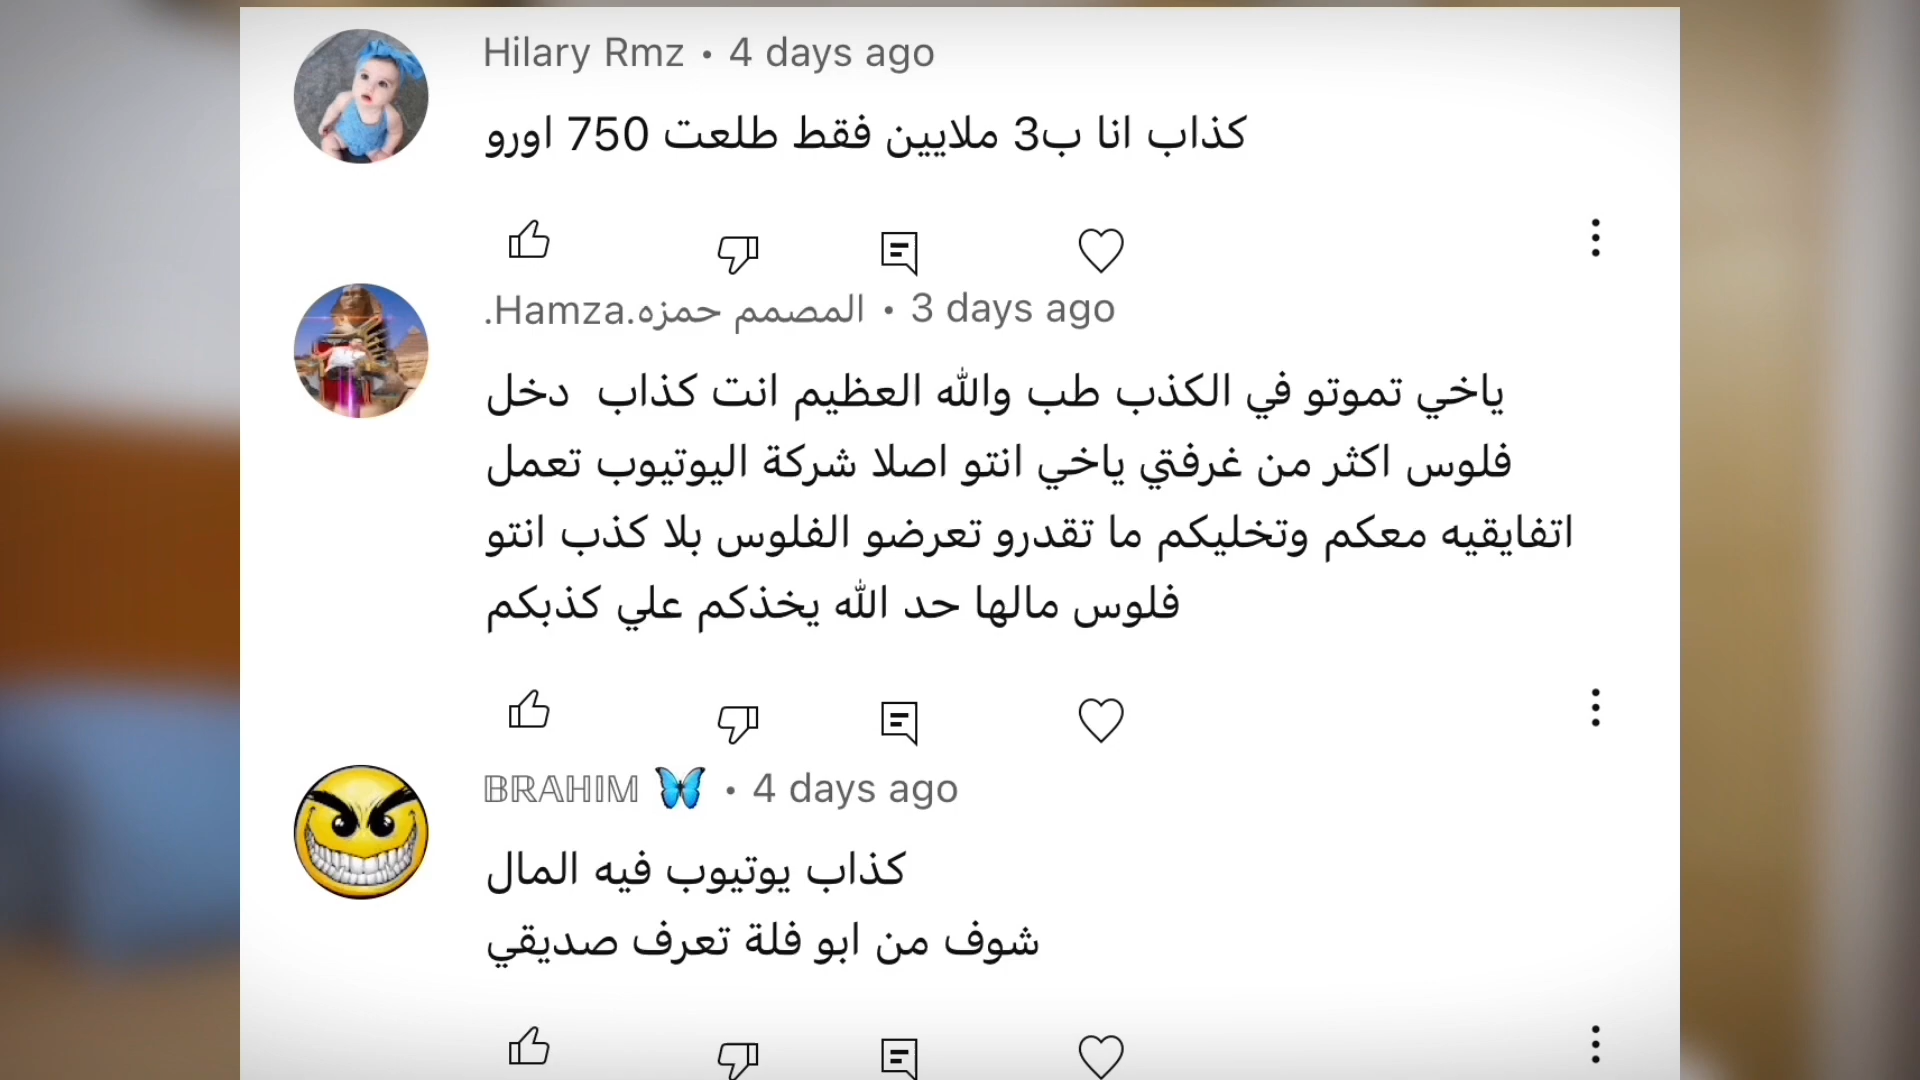 Hilary Rmz • 4 days ago
كذاب انا ب3 ملايين فقط طلعت 750 اورو
.Hamza.المصمم حمزه • 3 days ago
ياخي تموتو في الكذب طب والله العظيم انت كذاب  دخل
فلوس اكثر من غرفتي ياخي انتو اصلا شركة اليوتيوب تعمل
اتفايقيه معكم وتخليكم ما تقدرو تعرضو الفلوس بلا كذب انتو
فلوس مالها حد الله يخذكم علي كذبكم
𝔹ℝ𝔸ℍ𝕀𝕄 🦋 • 4 days ago
كذاب يوتيوب فيه المال
شوف من ابو فلة تعرف صديقي